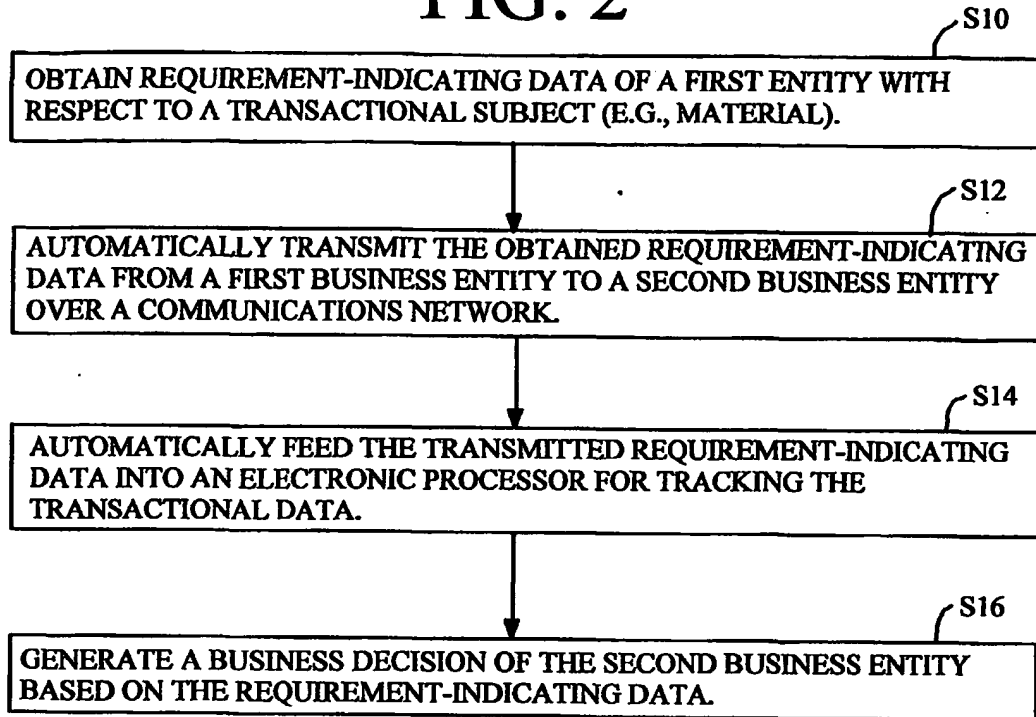 FIG. 2
S10
OBTAIN REQUIREMENT-INDICATING DATA OF A FIRST ENTITY WITH
RESPECT TO A TRANSACTIONAL SUBJECT (E.G., MATERIAL).
S12
AUTOMATICALLY TRANSMIT THE OBTAINED REQUIREMENT-INDICATING
DATA FROM A FIRST BUSINESS ENTITY TO A SECOND BUSINESS ENTITY
OVER A COMMUNICATIONS NETWORK.
S14
AUTOMATICALLY FEED THE TRANSMITTED REQUIREMENT-INDICATING
DATA INTO AN ELECTRONIC PROCESSOR FOR TRACKING THE
TRANSACTIONAL DATA.
S16
GENERATE A BUSINESS DECISION OF THE SECOND BUSINESS ENTITY
BASED ON THE REQUIREMENT-INDICATING DATA.